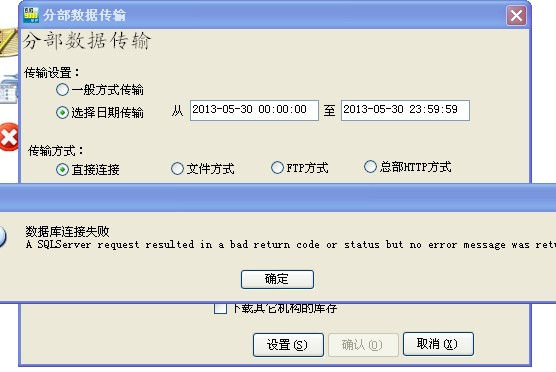 分部数据传输
分部数据传输
传输设置：
一般方式传输
选择日期传输 从 2013-05-30 00:00:00 至 2013-05-30 23:59:59
传输方式：
直接连接 文件方式 FTP方式 总部HTTP方式
数据库连接失败
A SQLServer request resulted in a bad return code or status but no error message was retu
确定
下载其它机构的库存
设置(S) 确认(O) 取消(X)